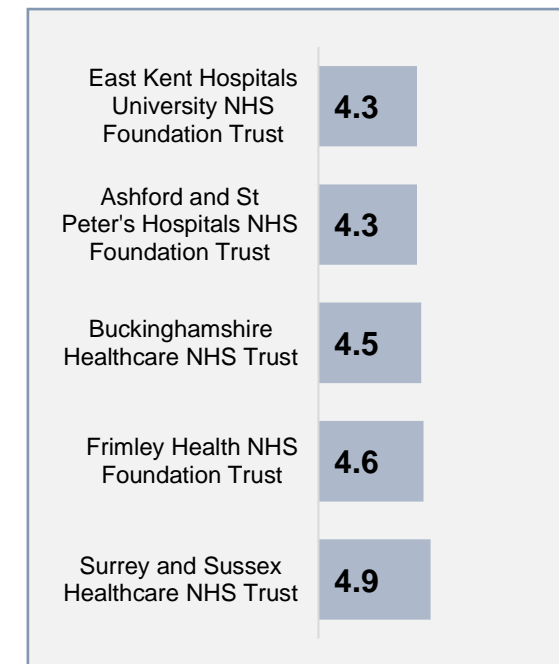 East Kent Hospitals
University NHS
Foundation Trust
4.3
Ashford and St
Peter's Hospitals NHS
Foundation Trust
4.3
Buckinghamshire
Healthcare NHS Trust
4.5
Frimley Health NHS
Foundation Trust
4.6
Surrey and Sussex
Healthcare NHS Trust
4.9